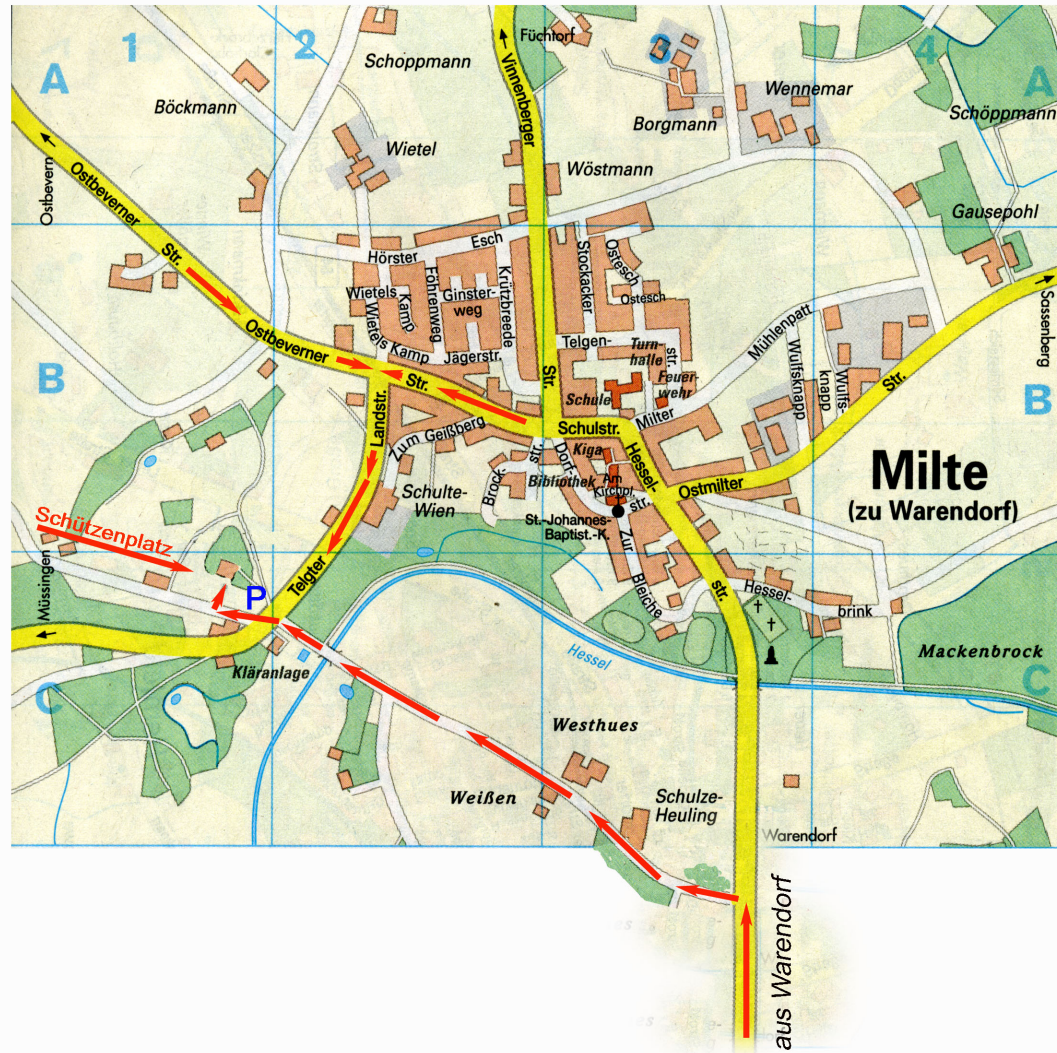 1
2
3
4
A
A
Füchtorf
Schoppmann
Vinnenberger
Böckmann
Wennemar
Schöppmann
Borgmann
Wietel
Wöstmann
Ostbevern
Ostbeverner
Str.
Gausepohl
Esch
Hörster
Stockacker
Ostesch
Ostesch
Wietels
Kamp
Föhrenweg
Ginster-
weg
Krützbreede
Sassenberg
Mühlenpatt
Ostbeverner
Wietels Kamp
Jägerstr.
Telgen-
str.
Turn-
halle
Feuer-
wehr
Wulfsknapp
Wulfs-
knapp
B
B
Str.
Str.
Str.
Schule
Milter
Landstr.
Zum Geißberg
Schulstr.
Hessel-
str.
Kiga
Brock-
str.
Dorf-
str.
Bibliothek
Am
Kirchpl.
Ostmilter
Milte
(zu Warendorf)
Schulte-
Wien
St.-Johannes-
Baptist.-K.
Schützenplatz
Zur
Bleiche
Müssingen
Telgter
P
Hessel-
brink
Hessel
Mackenbrock
Kläranlage
C
C
Westhues
Weißen
Schulze-
Heuling
Warendorf
aus Warendorf